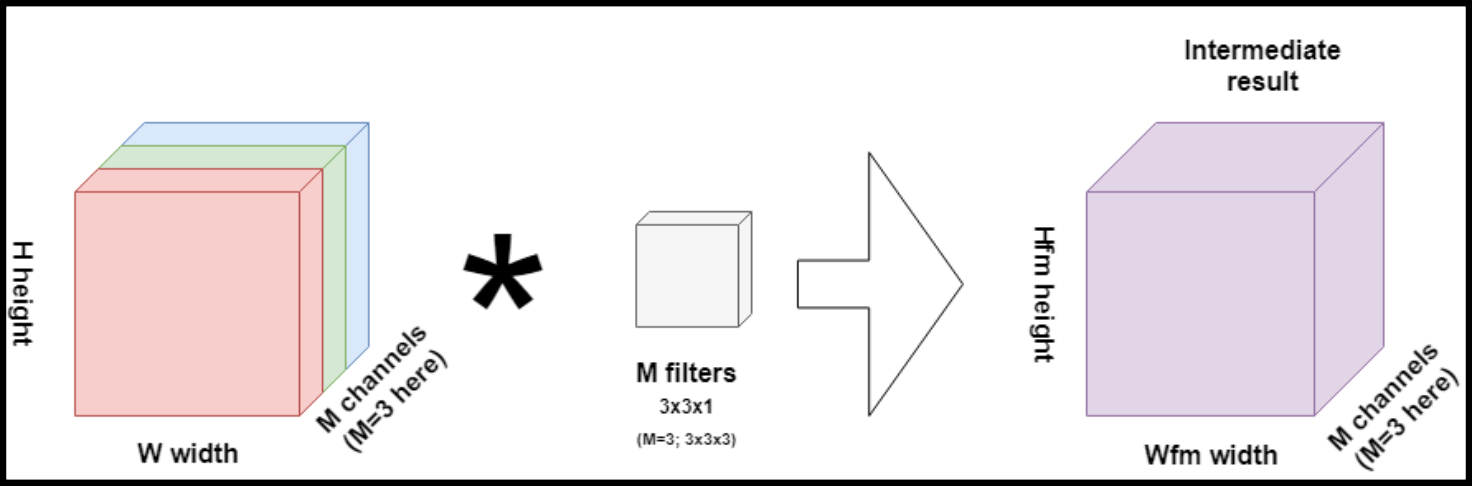 H height
W width
M channels
(M=3 here)
*
M filters
3x3x1
(M=3; 3x3x3)
Intermediate
result
Hfm height
Wfm width
M channels
(M=3 here)